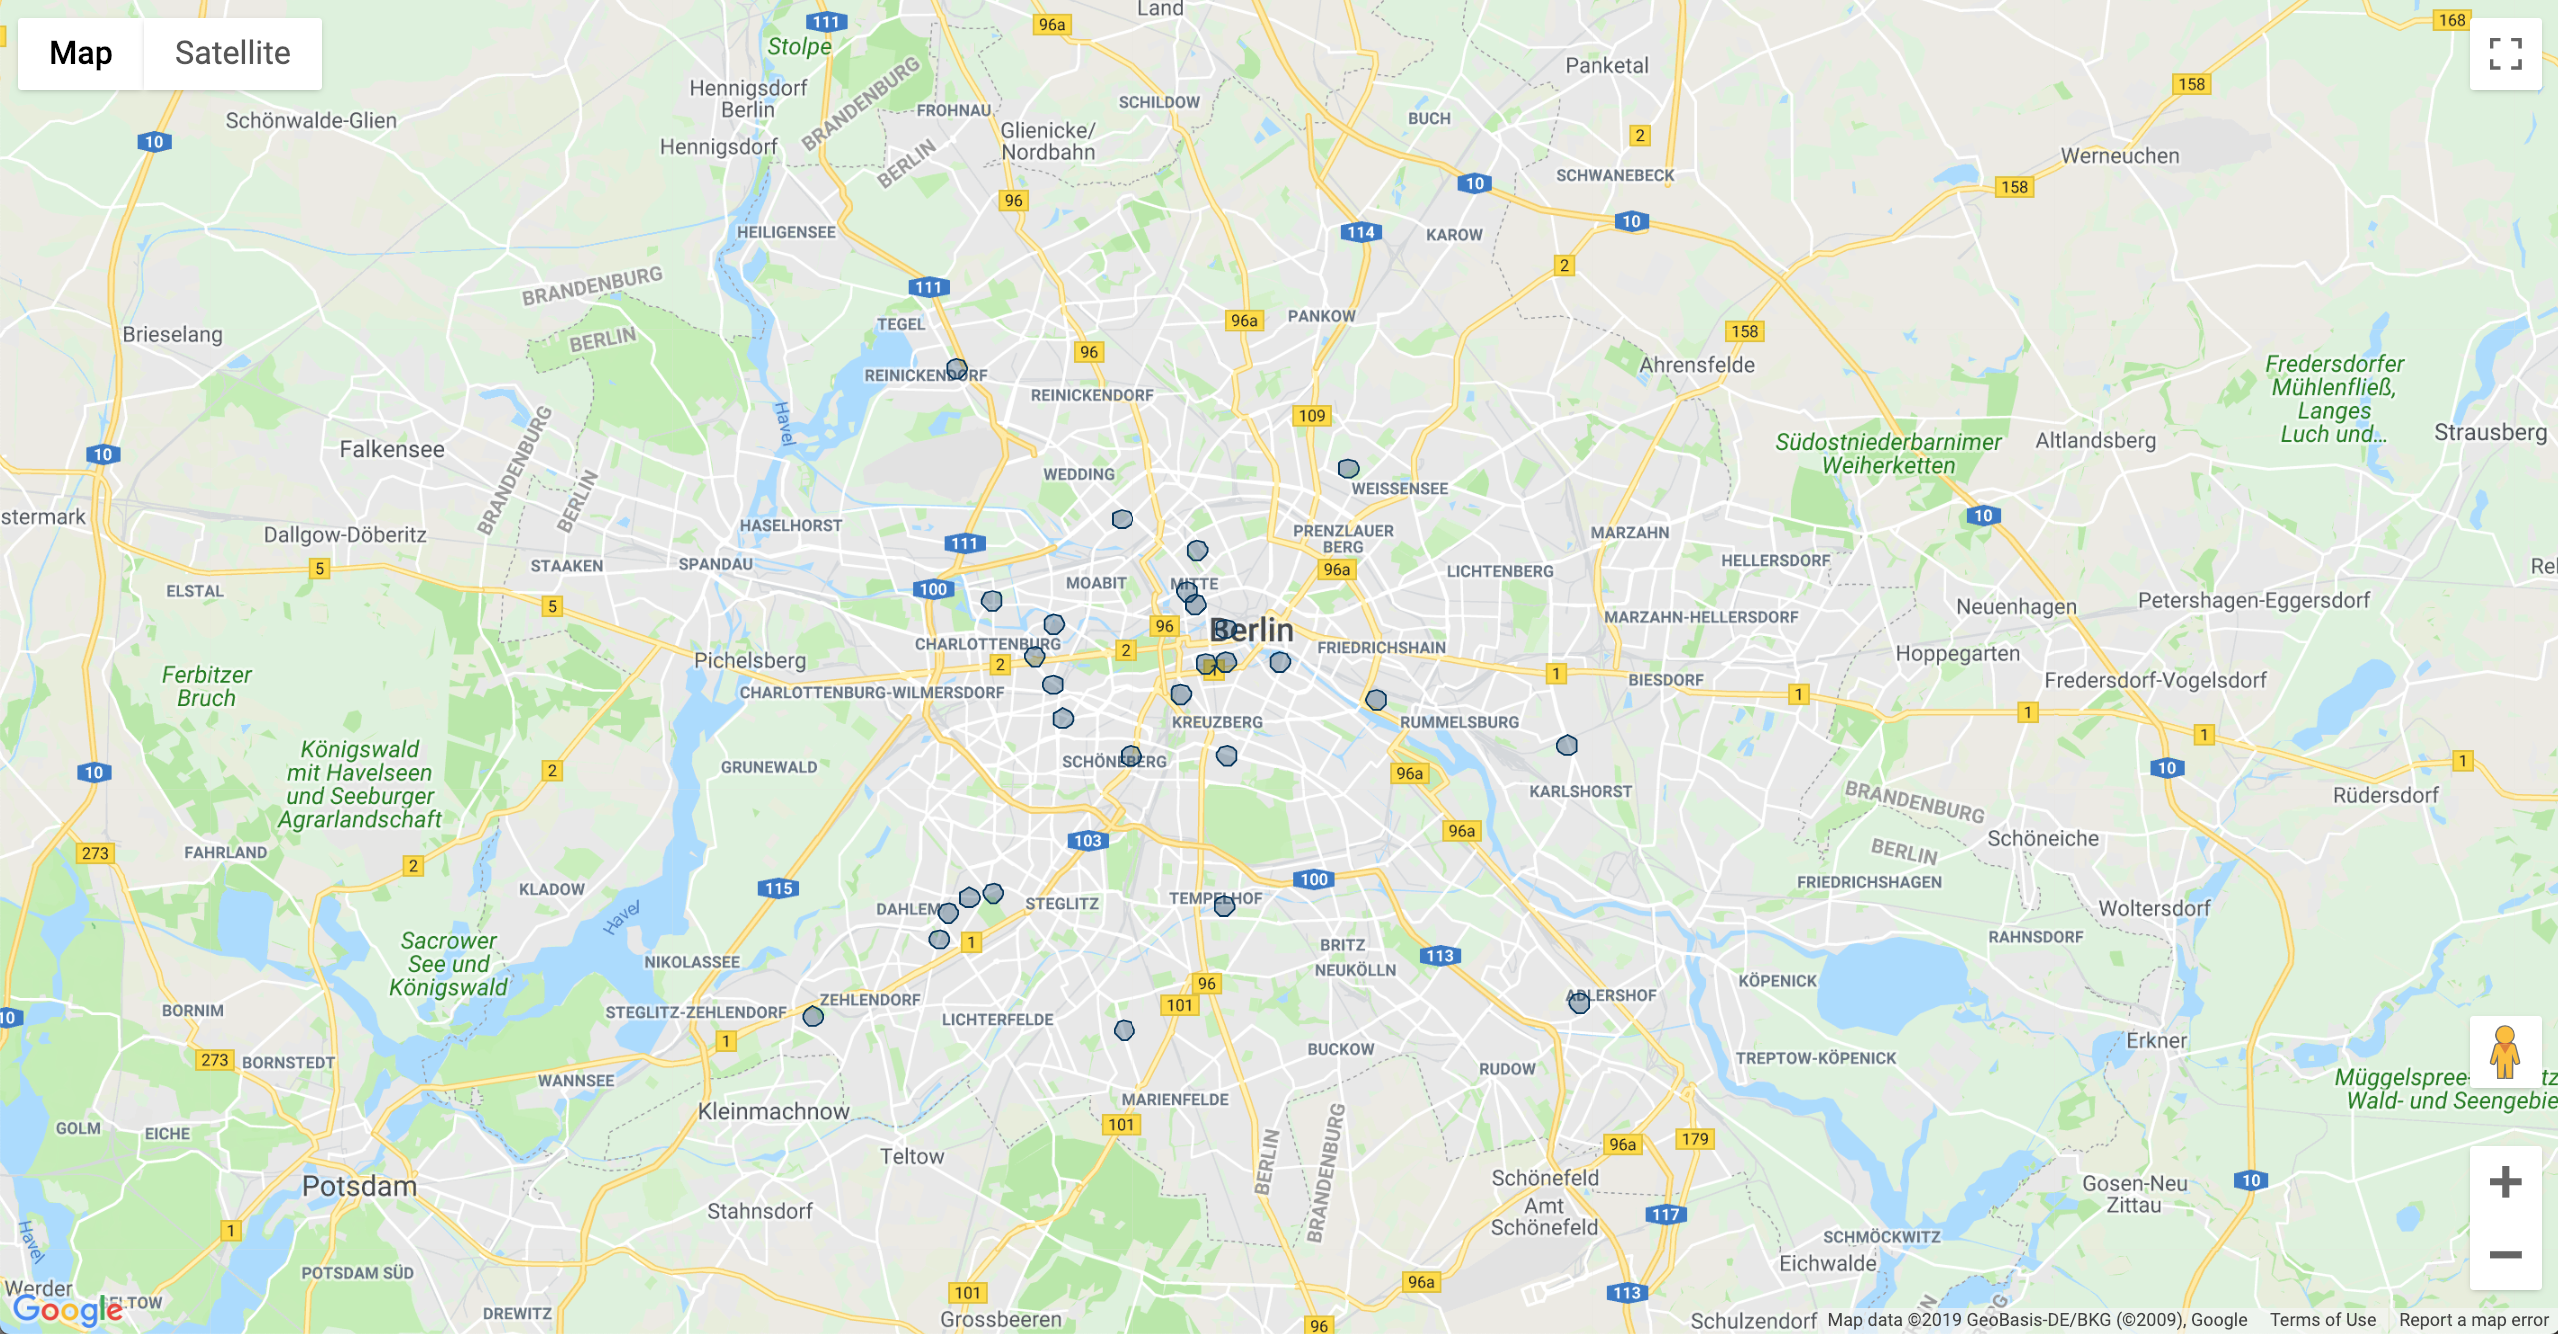 Map
Satellite
111
Stolpe
96a
Land
168
Panketal
158
Hennigsdorf
Berlin
BRANDENBURG
FROHNAU
SCHILDOW
BUCH
Schönwalde-Glien
10
Hennigsdorf
BERLIN
Glienicke/
Nordbahn
2
Werneuchen
SCHWANEBECK
10
158
96
10
HEILIGENSEE
114
KAROW
2
BRANDENBURG
111
TEGEL
96a
PANKOW
158
Brieselang
BERLIN
96
Ahrensfelde
Fredersdorfer
Mühlenfließ,
Langes
Luch und...
REINICKENDORF
REINICKENDORF
109
Havel
Strausberg
Südostniederbarnimer
Weiherketten
Altlandsberg
Falkensee
10
BRANDENBURG
BERLIN
WEDDING
WEISSENSEE
stermark
10
HASELHORST
Dallgow-Döberitz
111
PRENZLAUER
BERG
MARZAHN
5
STAAKEN
SPANDAU
MOABIT
MITTE
96a
LICHTENBERG
HELLERSDORF
Rel
ELSTAL
100
5
Neuenhagen
Petershagen-Eggersdorf
MARZAHN-HELLERSDORF
96
Berlin
CHARLOTTENBURG
2
2
FRIEDRICHSHAIN
Hoppegarten
Pichelsberg
1
1
BIESDORF
Fredersdorf-Vogelsdorf
Ferbitzer
Bruch
CHARLOTTENBURG-WILMERSDORF
1
1
KREUZBERG
RUMMELSBURG
1
Königswald
mit Havelseen
und Seeburger
Agrarlandschaft
10
2
GRUNEWALD
SCHÖNEBERG
96a
10
1
KARLSHORST
BRANDENBURG
Rüdersdorf
103
96a
Schöneiche
273
FAHRLAND
2
BERLIN
KLADOW
115
100
FRIEDRICHSHAGEN
DAHLEM
STEGLITZ
TEMPELHOF
Woltersdorf
Havel
1
Sacrower
See und
Königswald
BRITZ
NEUKÖLLN
113
RAHNSDORF
NIKOLASSEE
96
KÖPENICK
ZEHLENDORF
101
ADLERSHOF
BORNIM
10
STEGLITZ-ZEHLENDORF
LICHTERFELDE
1
Erkner
273
BORNSTEDT
BUCKOW
TREPTOW-KÖPENICK
WANNSEE
RUDOW
Kleinmachnow
MARIENFELDE
GOLM
EICHE
101
BERLIN
BRANDENBURG
96a
179
Teltow
Potsdam
Schönefeld
Amt
Schönefeld
Gosen-Neu
Zittau
10
Stahnsdorf
117
1
Havel
SCHMÖCKWITZ
Eichwalde
POTSDAM SÜD
Werder
101
96a
113
DREWITZ
Grossbeeren
96
Schulzendorf
Google
Map data ©2019 GeoBasis-DE/BKG (©2009), Google
Terms of Use
Report a map error